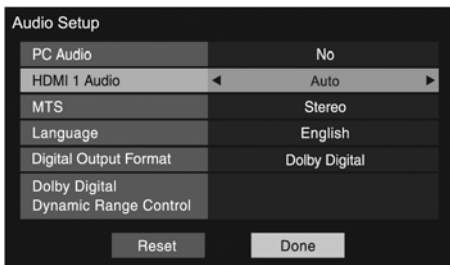 Audio Setup
PC Audio No
HDMI 1 Audio Auto
MTS Stereo
Language English
Digital Output Format Dolby Digital
Dolby Digital
Dynamic Range Control
Reset Done